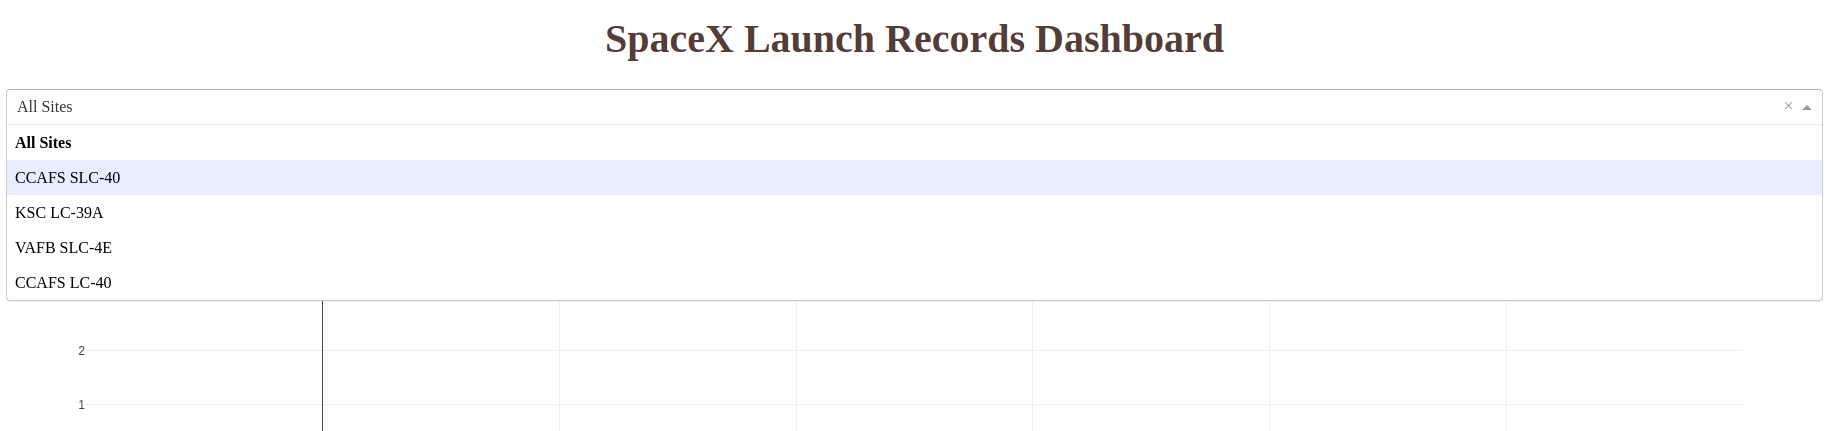 SpaceX Launch Records Dashboard
All Sites × 
All Sites
CCAFS SLC-40
KSC LC-39A
VAFB SLC-4E
CCAFS LC-40
2
1